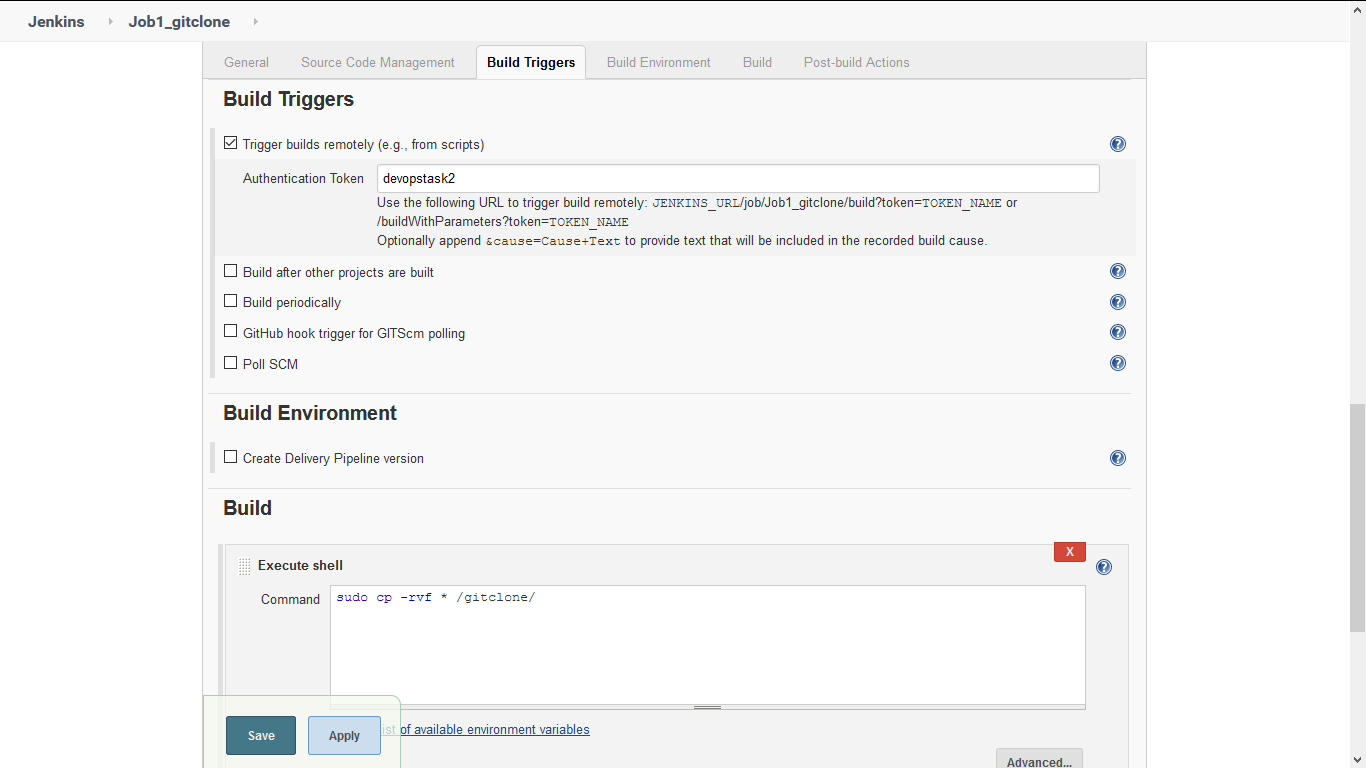 Jenkins Job1_gitclone
General Source Code Management Build Triggers Build Environment Build Post-build Actions
Build Triggers
Trigger builds remotely (e.g., from scripts)
Authentication Token devopstask2
Use the following URL to trigger build remotely: JENKINS_URL/job/Job1_gitclone/build?token=TOKEN_NAME or
/buildWithParameters?token=TOKEN_NAME
Optionally append &cause=Cause+Text to provide text that will be included in the recorded build cause.
Build after other projects are built
Build periodically
GitHub hook trigger for GITScm polling
Poll SCM
Build Environment
Create Delivery Pipeline version
Build
X
Execute shell
Command sudo cp -rvf * /gitclone/
list of available environment variables
Save Apply
Advanced...